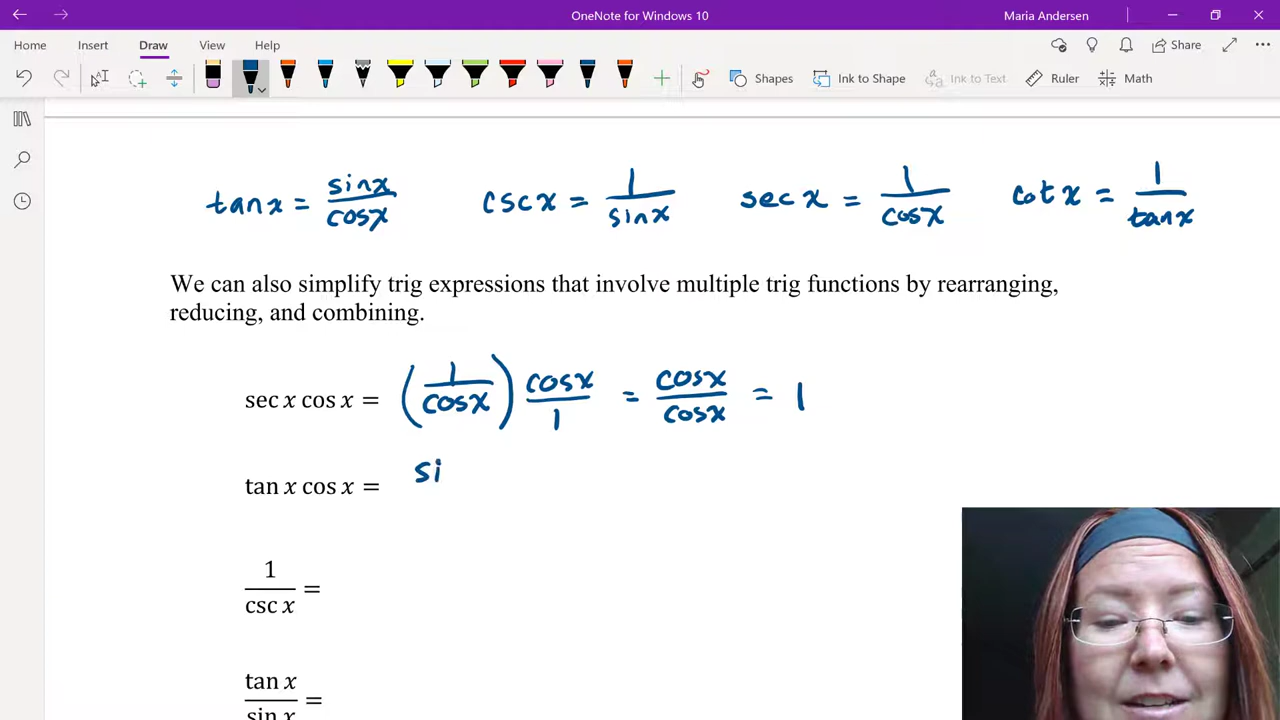 OneNote for Windows 10
Maria Andersen
Home Insert Draw View Help Share
Shapes Ink to Shape Ink to Text Ruler Math
tan x = sin x / cos x csc x = 1 / sin x sec x = 1 / cos x cot x = 1 / tan x
We can also simplify trig expressions that involve multiple trig functions by rearranging,
reducing, and combining.
sec x cos x = (1 / cos x) cos x / 1 = cos x / cos x = 1
tan x cos x = si
1 / csc x =
tan x / sin x =